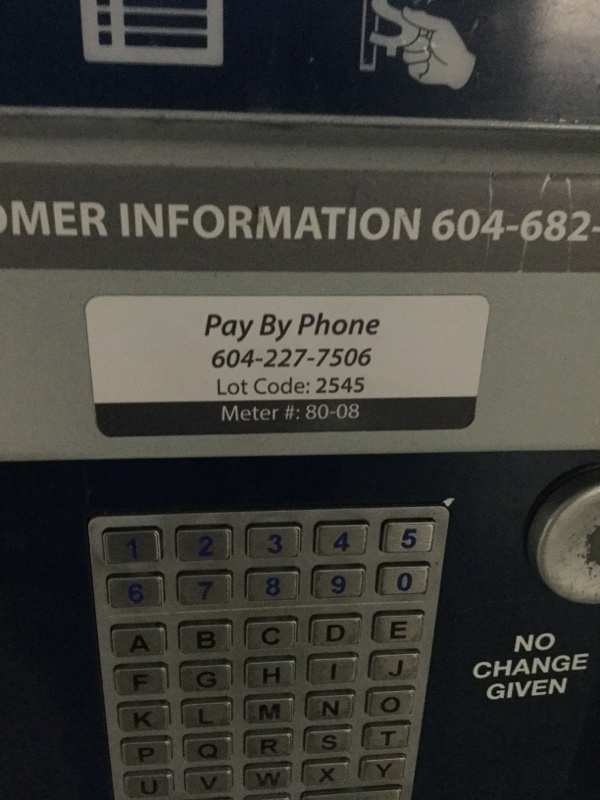 OMER INFORMATION 604-682-
Pay By Phone
604-227-7506
Lot Code: 2545
Meter #: 80-08
1 2 3 4 5
6 7 8 9 0
A B C D E
F G H I J
K L M N O
P Q R S T
U V W X Y
NO
CHANGE
GIVEN